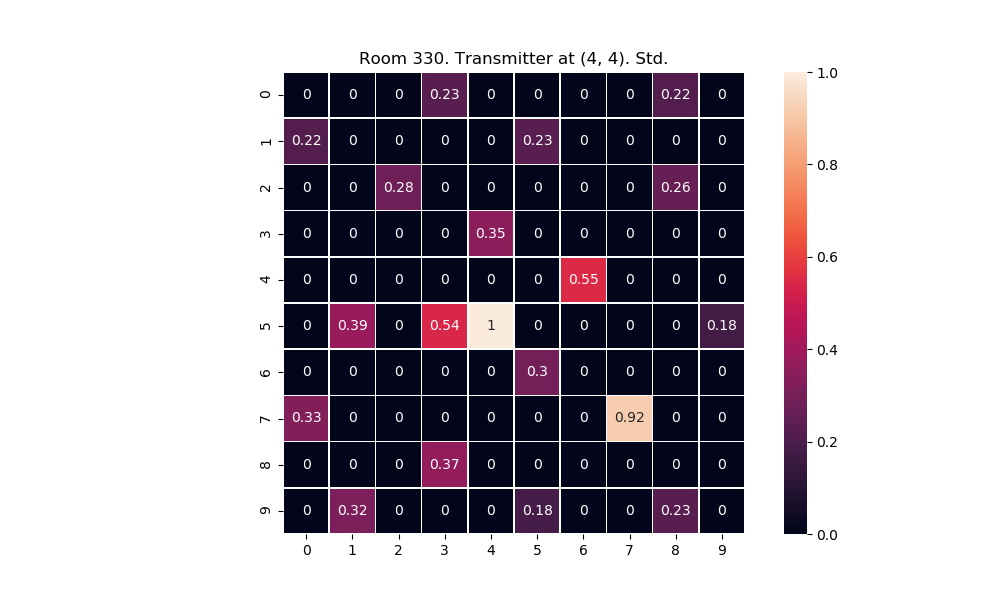 Room 330. Transmitter at (4, 4). Std.
0 0 0 0 0.23 0 0 0 0 0.22 0
1 0.22 0 0 0 0 0.23 0 0 0 0
2 0 0 0.28 0 0 0 0 0 0.26 0
3 0 0 0 0 0.35 0 0 0 0 0
4 0 0 0 0 0 0 0.55 0 0 0
5 0 0.39 0 0.54 1 0 0 0 0 0.18
6 0 0 0 0 0 0.3 0 0 0 0
7 0.33 0 0 0 0 0 0 0.92 0 0
8 0 0 0 0.37 0 0 0 0 0 0
9 0 0.32 0 0 0 0.18 0 0 0.23 0
0 1 2 3 4 5 6 7 8 9
1.0
0.8
0.6
0.4
0.2
0.0